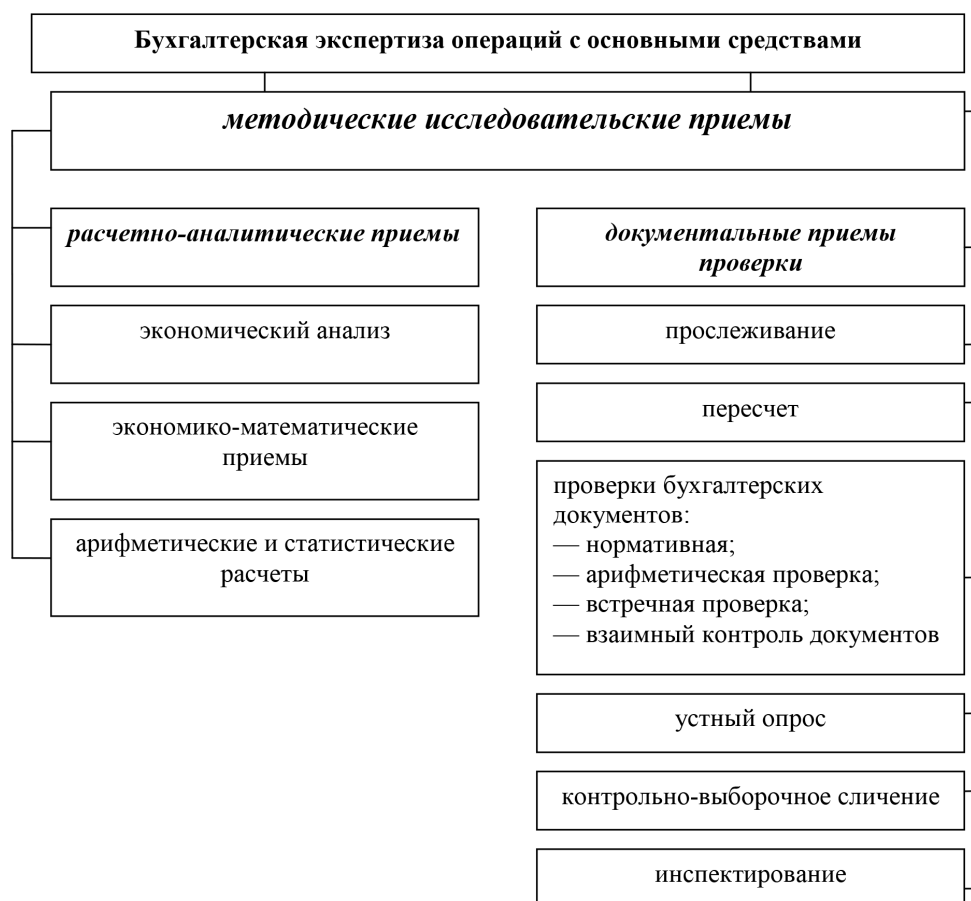 Бухгалтерская экспертиза операций с основными средствами
методические исследовательские приемы
расчетно-аналитические приемы
экономический анализ
экономико-математические
приемы
арифметические и статистические
расчеты
документальные приемы
проверки
прослеживание
пересчет
проверки бухгалтерских
документов:
— нормативная;
— арифметическая проверка;
— встречная проверка;
— взаимный контроль документов
устный опрос
контрольно-выборочное сличение
инспектирование